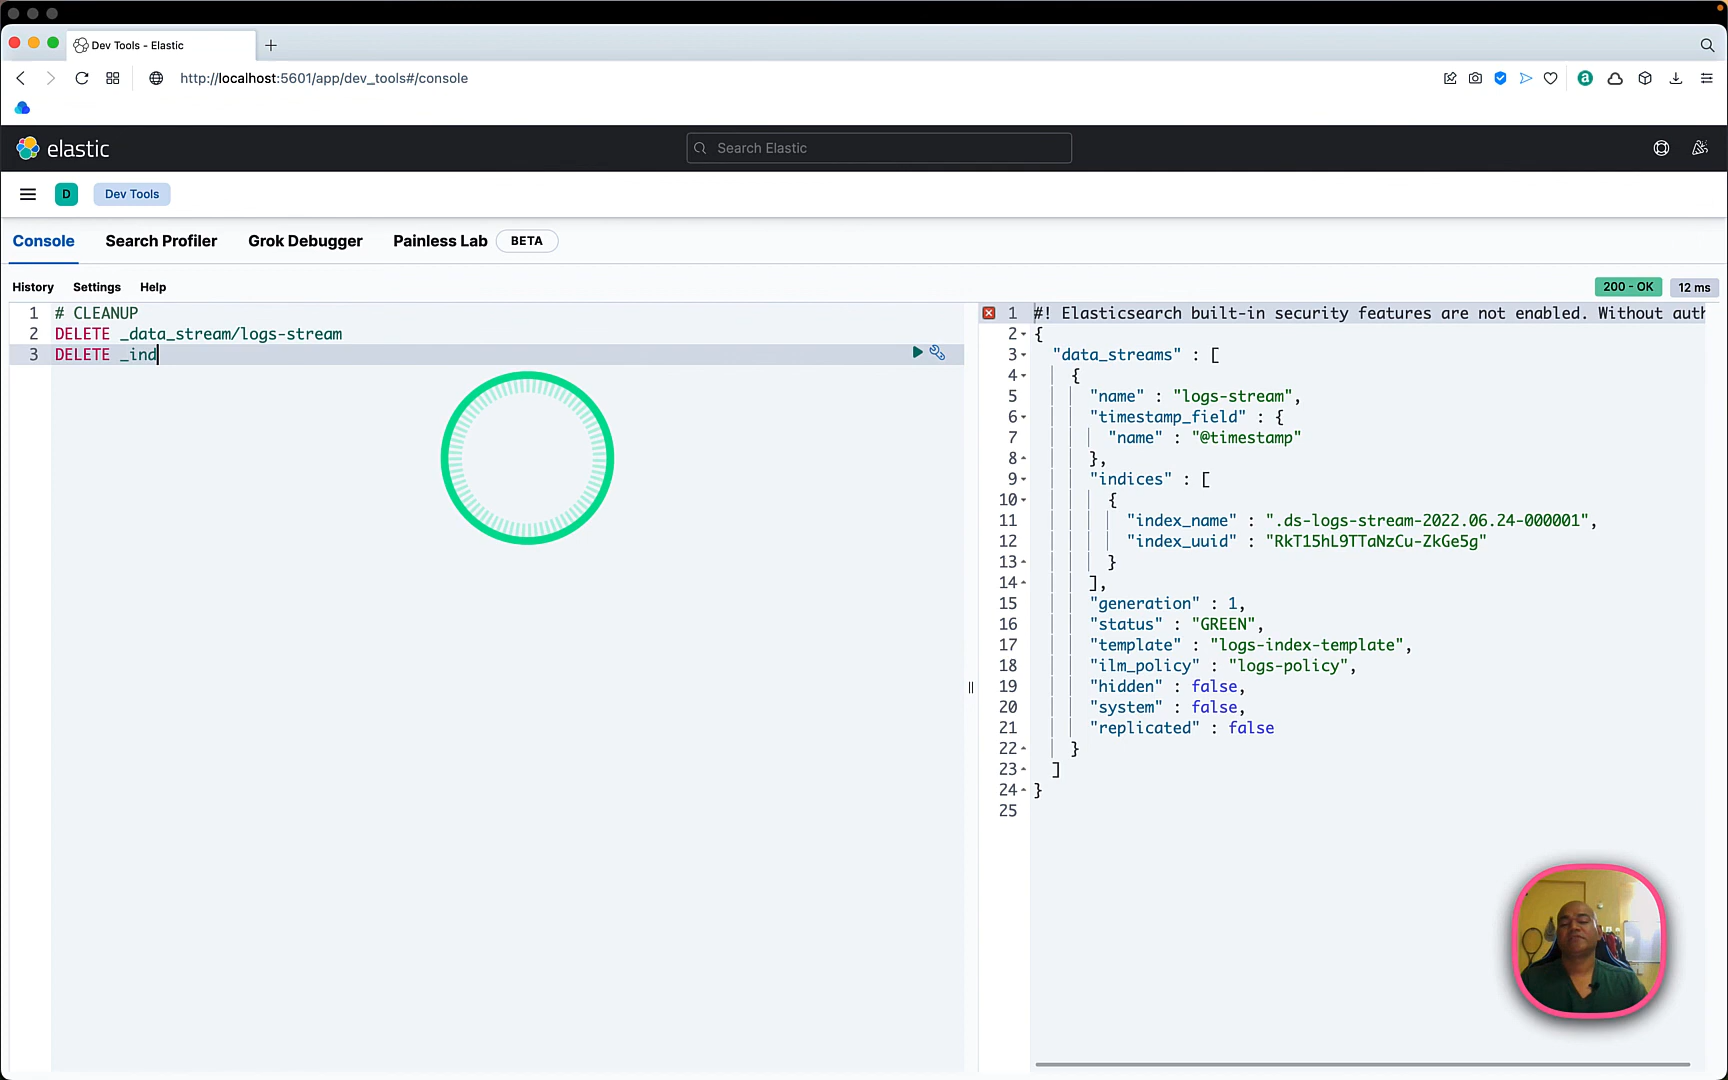 Dev Tools - Elastic
http://localhost:5601/app/dev_tools#/console
a
elastic
Search Elastic
D
Dev Tools
Console
Search Profiler
Grok Debugger
Painless Lab
BETA
History
Settings
Help
200 - OK
12 ms
1 # CLEANUP
2 DELETE _data_stream/logs-stream
3 DELETE _ind
1 #! Elasticsearch built-in security features are not enabled. Without auth
2 {
3 "data_streams" : [
4 {
5 "name" : "logs-stream",
6 "timestamp_field" : {
7 "name" : "@timestamp"
8 },
9 "indices" : [
10 {
11 "index_name" : ".ds-logs-stream-2022.06.24-000001",
12 "index_uuid" : "RkT15hL9TTaNzCu-ZkGe5g"
13 }
14 ],
15 "generation" : 1,
16 "status" : "GREEN",
17 "template" : "logs-index-template",
18 "ilm_policy" : "logs-policy",
19 "hidden" : false,
20 "system" : false,
21 "replicated" : false
22 }
23 ]
24 }
25